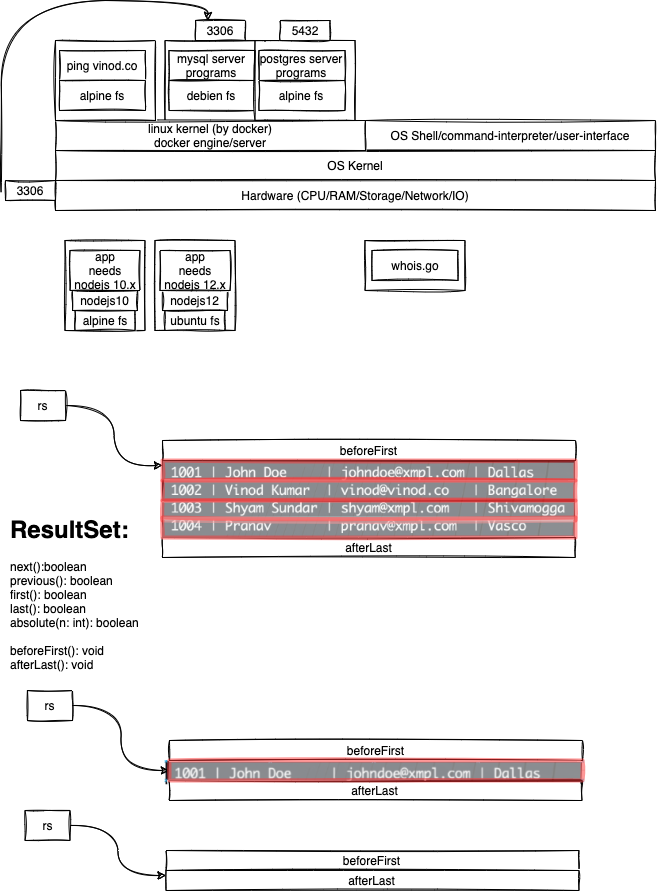 3306
5432
ping vinod.co
mysql server
programs
postgres server
programs
alpine fs
debien fs
alpine fs
linux kernel (by docker)
docker engine/server
OS Shell/command-interpreter/user-interface
OS Kernel
3306
Hardware (CPU/RAM/Storage/Network/IO)
app
needs
nodejs 10.x
nodejs10
alpine fs
app
needs
nodejs 12.x
nodejs12
ubuntu fs
whois.go
rs
beforeFirst
1001 | John Doe | johndoe@xmpl.com | Dallas
1002 | Vinod Kumar | vinod@vinod.co | Bangalore
1003 | Shyam Sundar | shyam@xmpl.com | Shivamogga
1004 | Pranav | pranav@xmpl.com | Vasco
afterLast
ResultSet:
next():boolean
previous(): boolean
first(): boolean
last(): boolean
absolute(n: int): boolean
beforeFirst(): void
afterLast(): void
rs
beforeFirst
1001 | John Doe | johndoe@xmpl.com | Dallas
afterLast
rs
beforeFirst
afterLast